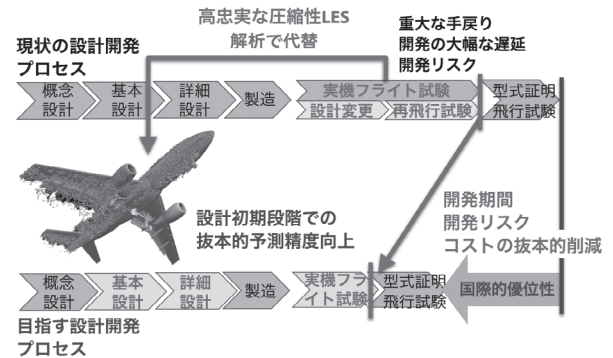 高忠実な圧縮性LES
解析で代替
重大な手戻り
開発の大幅な遅延
開発リスク
現状の設計開発
プロセス
概念
設計
基本
設計
詳細
設計
製造
実機フライト試験
設計変更
再飛行試験
型式証明
飛行試験
設計初期段階での
抜本的予測精度向上
開発期間
開発リスク
コストの抜本的削減
概念
設計
基本
設計
詳細
設計
製造
実機フラ
イト試験
型式証明
飛行試験
国際的優位性
目指す設計開発
プロセス